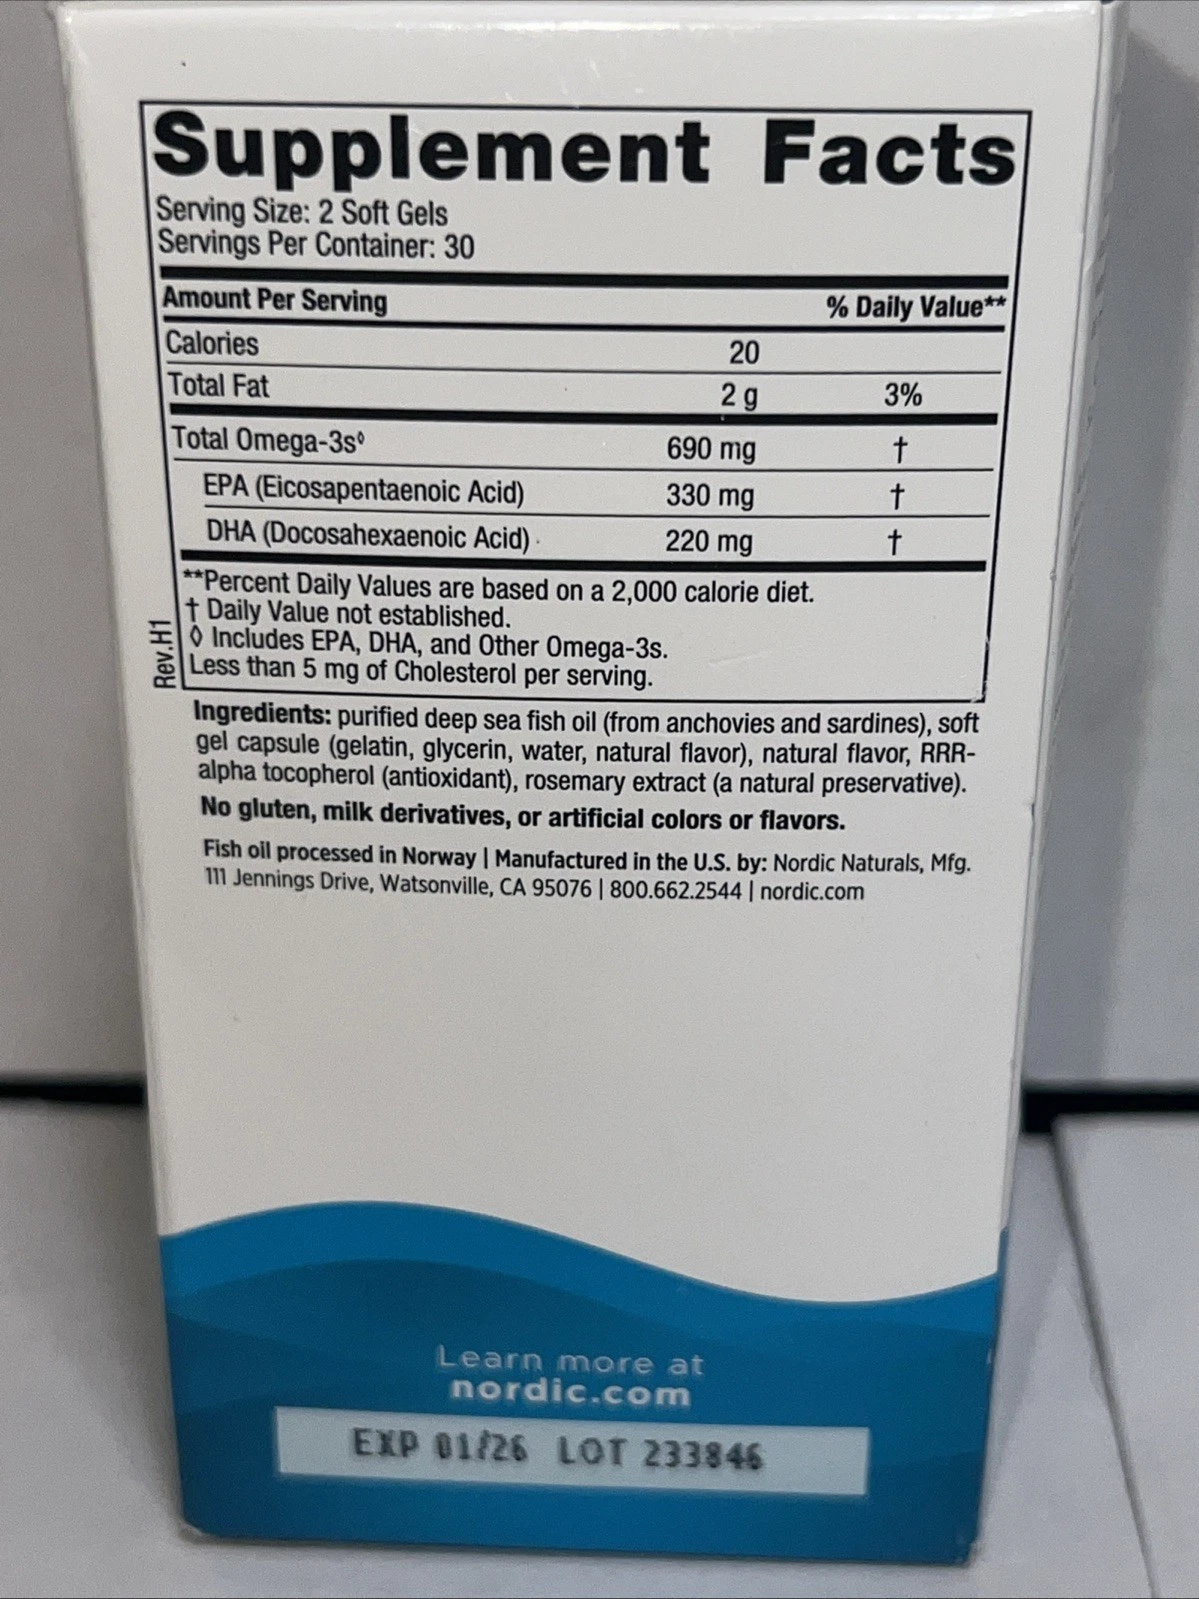 Supplement Facts
Serving Size: 2 Soft Gels
Servings Per Container: 30
Amount Per Serving % Daily Value**
Calories 20
Total Fat 2 g 3%
Total Omega-3s◊ 690 mg †
EPA (Eicosapentaenoic Acid) 330 mg †
DHA (Docosahexaenoic Acid) 220 mg †
**Percent Daily Values are based on a 2,000 calorie diet.
† Daily Value not established.
◊ Includes EPA, DHA, and Other Omega-3s.
Less than 5 mg of Cholesterol per serving.
Rev.H1
Ingredients: purified deep sea fish oil (from anchovies and sardines), soft
gel capsule (gelatin, glycerin, water, natural flavor), natural flavor, RRR-
alpha tocopherol (antioxidant), rosemary extract (a natural preservative).
No gluten, milk derivatives, or artificial colors or flavors.
Fish oil processed in Norway | Manufactured in the U.S. by: Nordic Naturals, Mfg.
111 Jennings Drive, Watsonville, CA 95076 | 800.662.2544 | nordic.com
Learn more at
nordic.com
EXP 01/26 LOT 233846